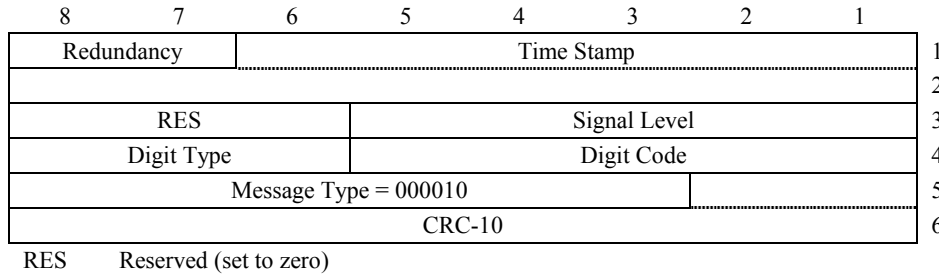 8 7 6 5 4 3 2 1
Redundancy Time Stamp 1
2
RES Signal Level 3
Digit Type Digit Code 4
Message Type = 000010 5
CRC-10 6
RES Reserved (set to zero)